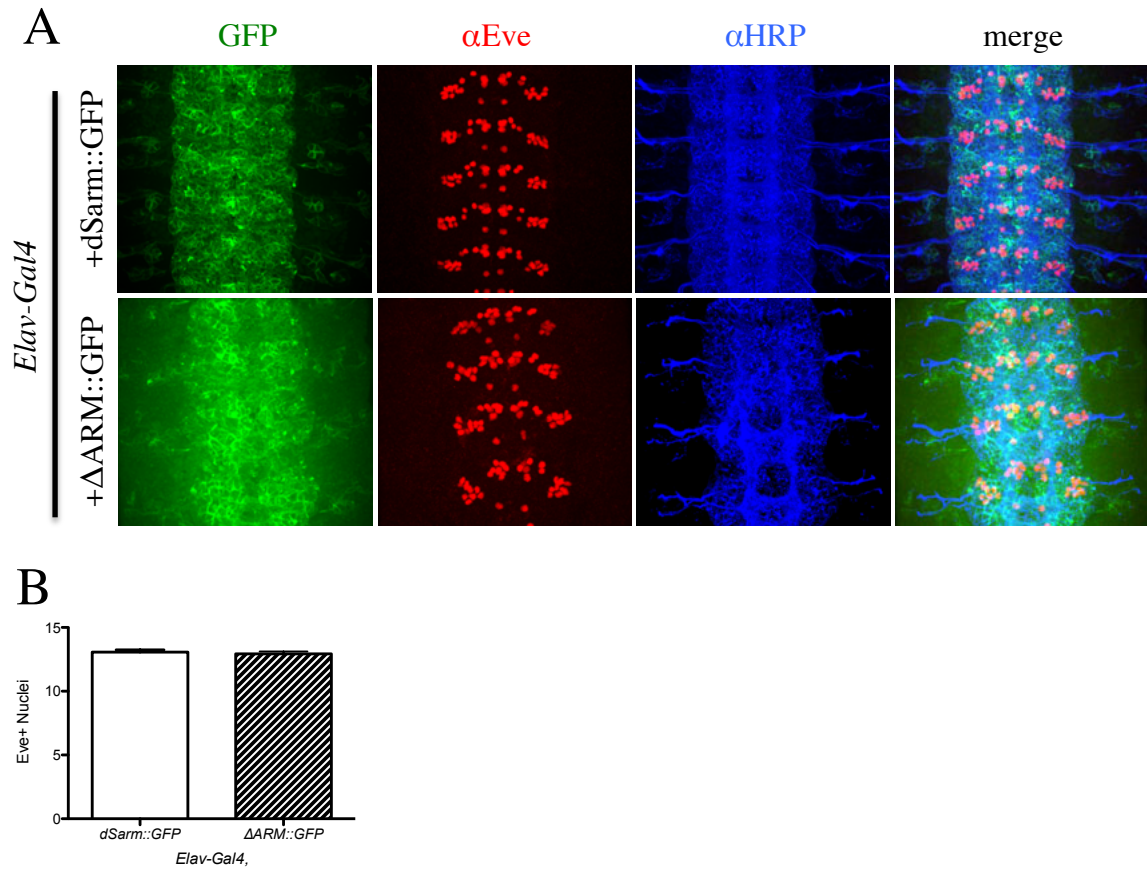 A
GFP αEve αHRP merge
Elav-Gal4
+dSarm::GFP
+ΔARM::GFP
B
15
10
5
0
Eve+ Nuclei
dSarm::GFP ΔARM::GFP
Elav-Gal4,